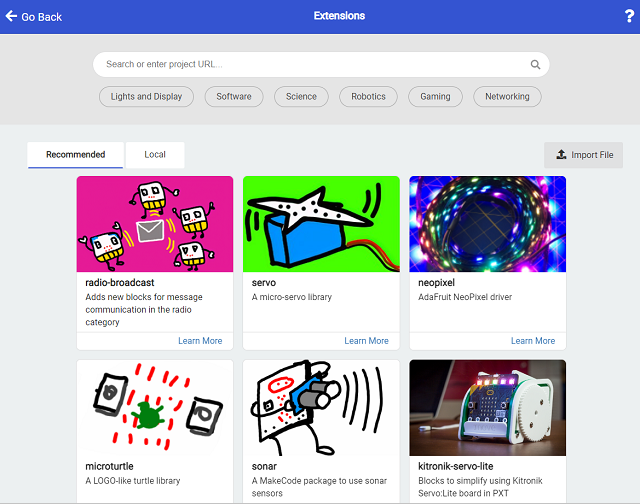 Go Back
Extensions
?
Search or enter project URL...
Lights and Display
Software
Science
Robotics
Gaming
Networking
Recommended
Local
Import File
radio-broadcast
Adds new blocks for message
communication in the radio
category
Learn More
servo
A micro-servo library
Learn More
neopixel
AdaFruit NeoPixel driver
Learn More
microturtle
A LOGO-like turtle library
sonar
A MakeCode package to use sonar
sensors
kitronik-servo-lite
Blocks to simplify using Kitronik
Servo:Lite board in PXT